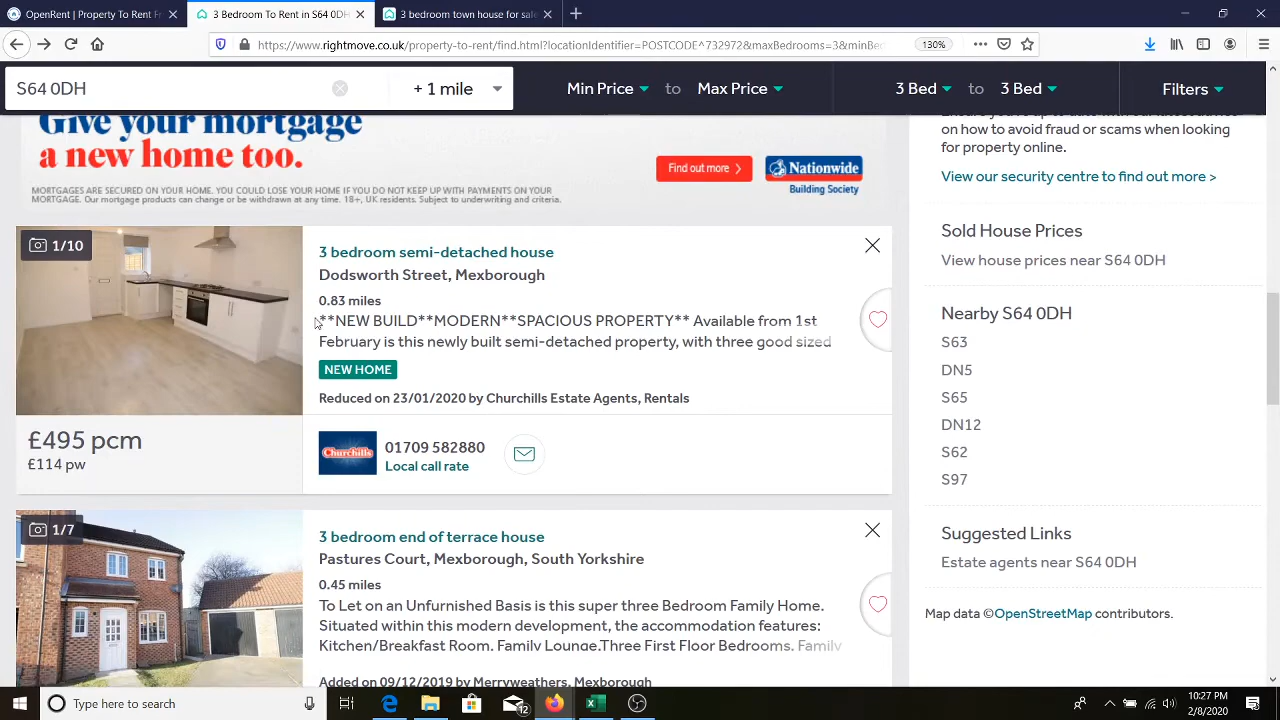 OpenRent | Property To Rent Fr
3 Bedroom To Rent in S64 0DH
3 bedroom town house for sale
https://www.rightmove.co.uk/property-to-rent/find.html?locationIdentifier=POSTCODE^732972&maxBedrooms=3&minBe
130%
S64 0DH
+ 1 mile
Min Price
to
Max Price
3 Bed
to
3 Bed
Filters
Give your mortgage
a new home too.
Find out more
Nationwide
Building Society
MORTGAGES ARE SECURED ON YOUR HOME. YOU COULD LOSE YOUR HOME IF YOU DO NOT KEEP UP WITH PAYMENTS ON YOUR
MORTGAGE. Our mortgage products can change or be withdrawn at any time. 18+, UK residents. Subject to underwriting and criteria.
1/10
3 bedroom semi-detached house
Dodsworth Street, Mexborough
0.83 miles
**NEW BUILD**MODERN**SPACIOUS PROPERTY** Available from 1st
February is this newly built semi-detached property, with three good sized
NEW HOME
Reduced on 23/01/2020 by Churchills Estate Agents, Rentals
£495 pcm
£114 pw
Churchills
01709 582880
Local call rate
1/7
3 bedroom end of terrace house
Pastures Court, Mexborough, South Yorkshire
0.45 miles
To Let on an Unfurnished Basis is this super three Bedroom Family Home.
Situated within this modern development, the accommodation features:
Kitchen/Breakfast Room, Family Lounge,Three First Floor Bedrooms, Family
Added on 09/12/2019 by Merryweathers, Mexborough
on how to avoid fraud or scams when looking
for property online.
View our security centre to find out more >
Sold House Prices
View house prices near S64 0DH
Nearby S64 0DH
S63
DN5
S65
DN12
S62
S97
Suggested Links
Estate agents near S64 0DH
Map data ©OpenStreetMap contributors.
Type here to search
12
10:27 PM
2/8/2020